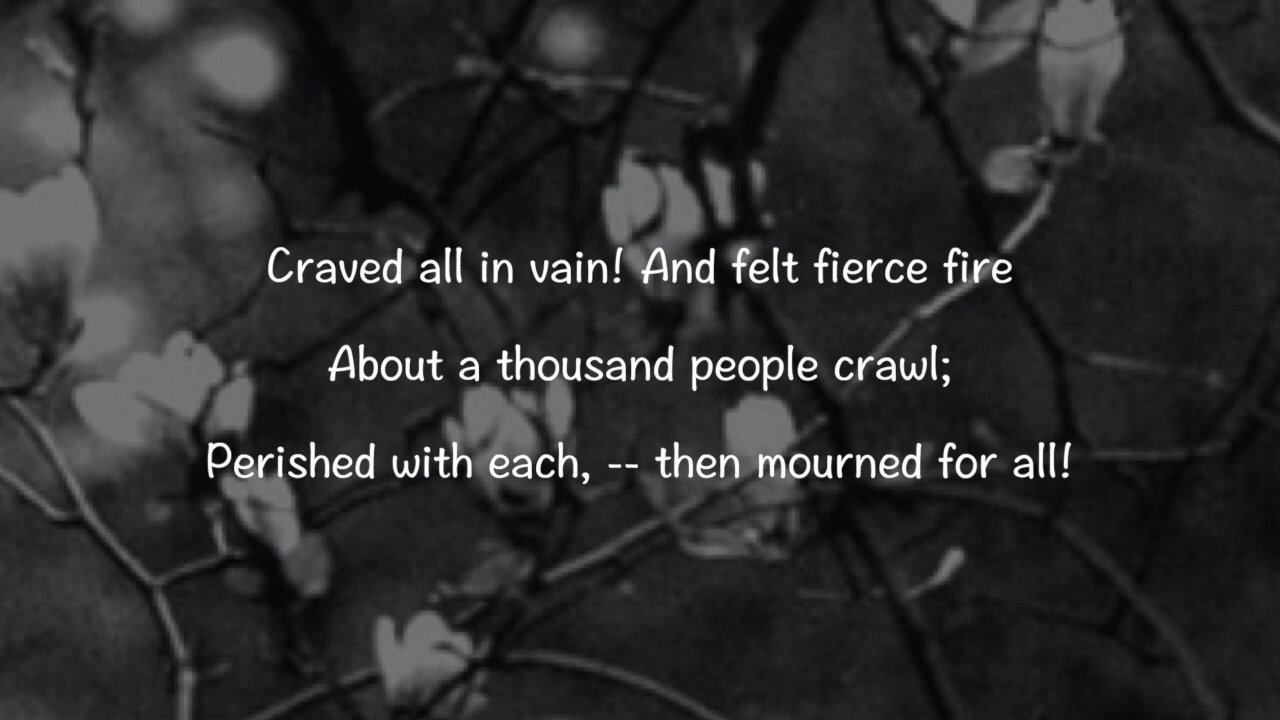 Craved all in vain! And felt fierce fire
About a thousand people crawl;
Perished with each, -- then mourned for all!